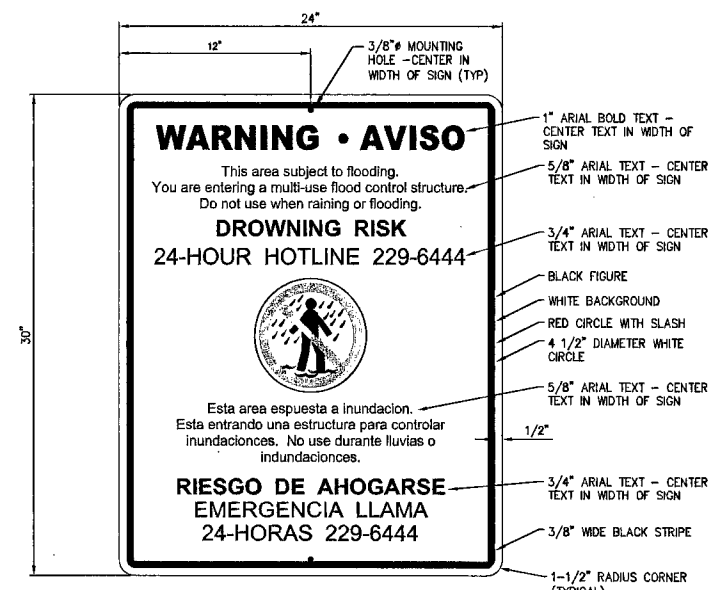 24"
12"
3/8"ø MOUNTING
HOLE -CENTER IN
WIDTH OF SIGN (TYP)
30"
WARNING • AVISO
This area subject to flooding.
You are entering a multi-use flood control structure.
Do not use when raining or flooding.
DROWNING RISK
24-HOUR HOTLINE 229-6444
Esta area espuesta a inundacion.
Esta entrando una estructura para controlar
inundacionces. No use durante lluvias o
indundacionces.
RIESGO DE AHOGARSE
EMERGENCIA LLAMA
24-HORAS 229-6444
1" ARIAL BOLD TEXT -
CENTER TEXT IN WIDTH OF
SIGN
5/8" ARIAL TEXT - CENTER
TEXT IN WIDTH OF SIGN
3/4" ARIAL TEXT - CENTER
TEXT IN WIDTH OF SIGN
BLACK FIGURE
WHITE BACKGROUND
RED CIRCLE WITH SLASH
4 1/2" DIAMETER WHITE
CIRCLE
5/8" ARIAL TEXT - CENTER
TEXT IN WIDTH OF SIGN
1/2"
3/4" ARIAL TEXT - CENTER
TEXT IN WIDTH OF SIGN
3/8" WIDE BLACK STRIPE
1-1/2" RADIUS CORNER
(TYPICAL)